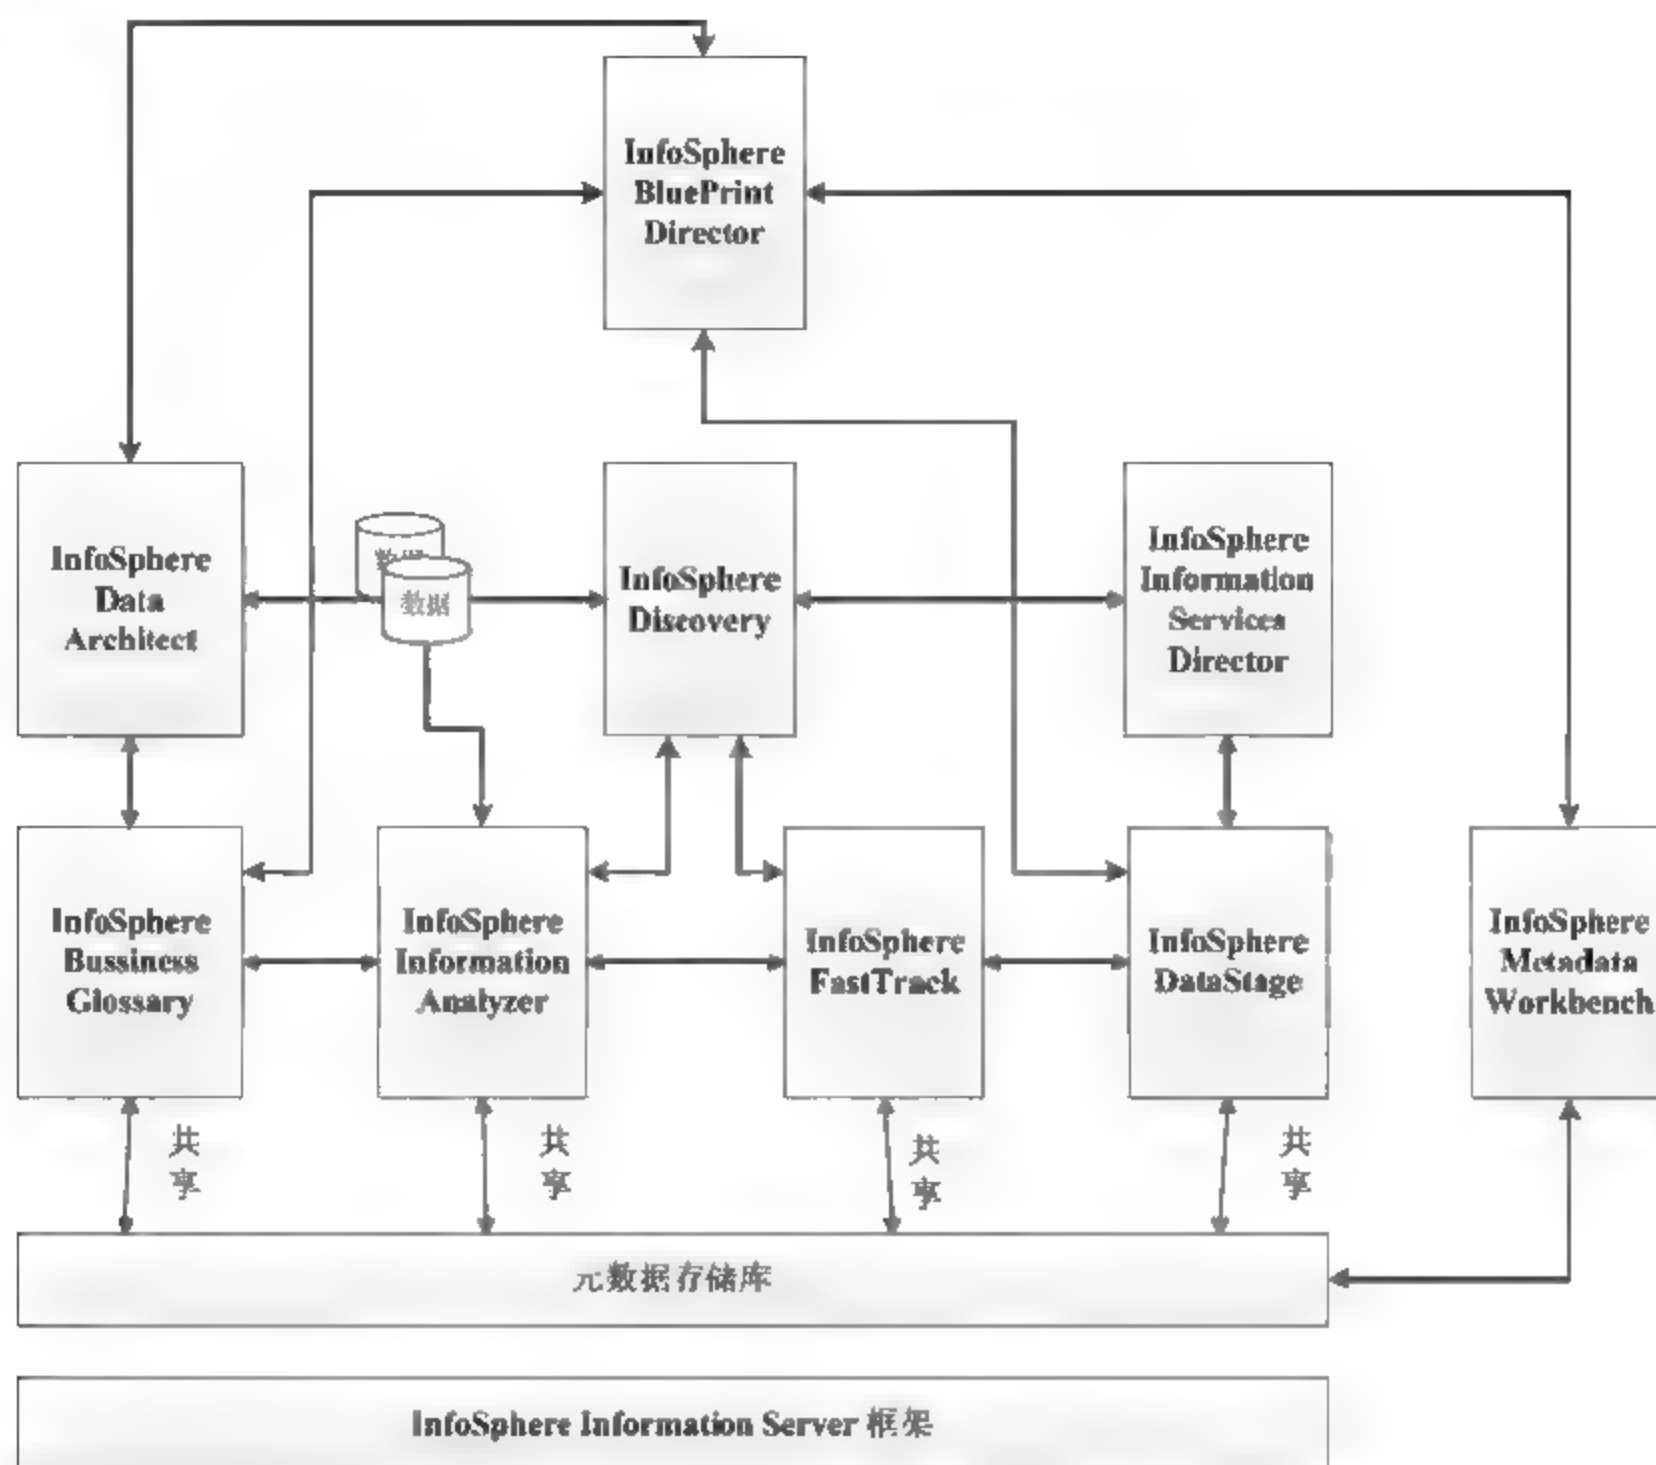 InfoSphere
BluePrint
Director
InfoSphere
Data
Architect
数据
数据
InfoSphere
Discovery
InfoSphere
Information
Services
Director
InfoSphere
Bussiness
Glossary
InfoSphere
Information
Analyzer
InfoSphere
FastTrack
InfoSphere
DataStage
InfoSphere
Metadata
Workbench
共
享
共
享
共
享
共
享
元数据存储库
InfoSphere Information Server 框架